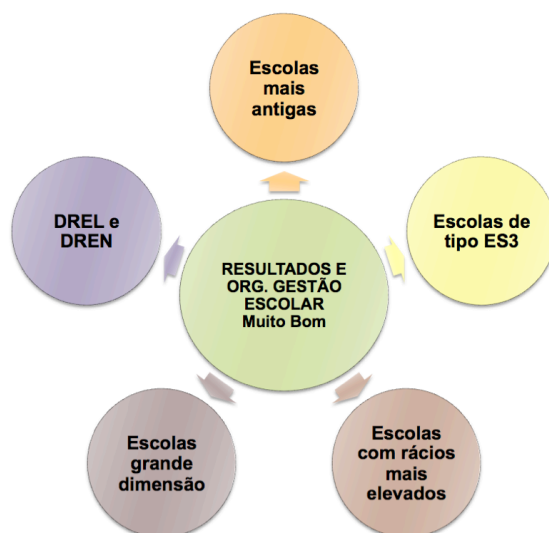 Escolas
mais
antigas
DREL e
DREN
Escolas de
tipo ES3
RESULTADOS E
ORG. GESTÃO
ESCOLAR
Muito Bom
Escolas
grande
dimensão
Escolas
com rácios
mais
elevados